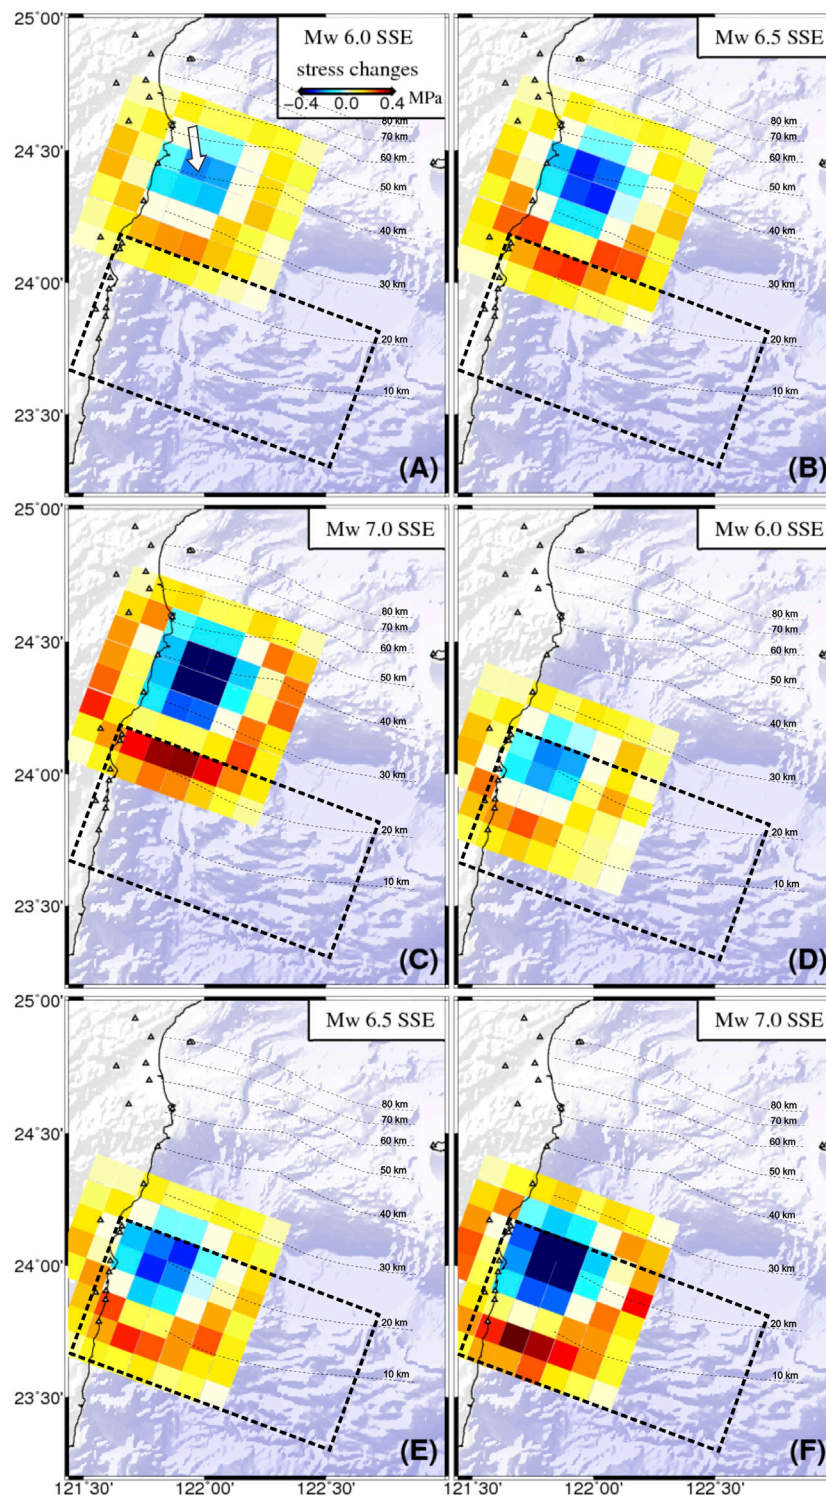 25°00'
Mw 6.0 SSE
stress changes
−0.4 0.0 0.4 MPa
80 km
70 km
60 km
50 km
40 km
30 km
20 km
10 km
24°30'
24°00'
23°30'
(A)
Mw 6.5 SSE
80 km
70 km
60 km
50 km
40 km
30 km
20 km
10 km
(B)
25°00'
Mw 7.0 SSE
80 km
70 km
60 km
50 km
40 km
30 km
20 km
10 km
24°30'
24°00'
23°30'
(C)
Mw 6.0 SSE
80 km
70 km
60 km
50 km
40 km
30 km
20 km
10 km
(D)
25°00'
Mw 6.5 SSE
80 km
70 km
60 km
50 km
40 km
30 km
20 km
10 km
24°30'
24°00'
23°30'
(E)
121°30' 122°00' 122°30'
Mw 7.0 SSE
80 km
70 km
60 km
50 km
40 km
30 km
20 km
10 km
(F)
121°30' 122°00' 122°30'